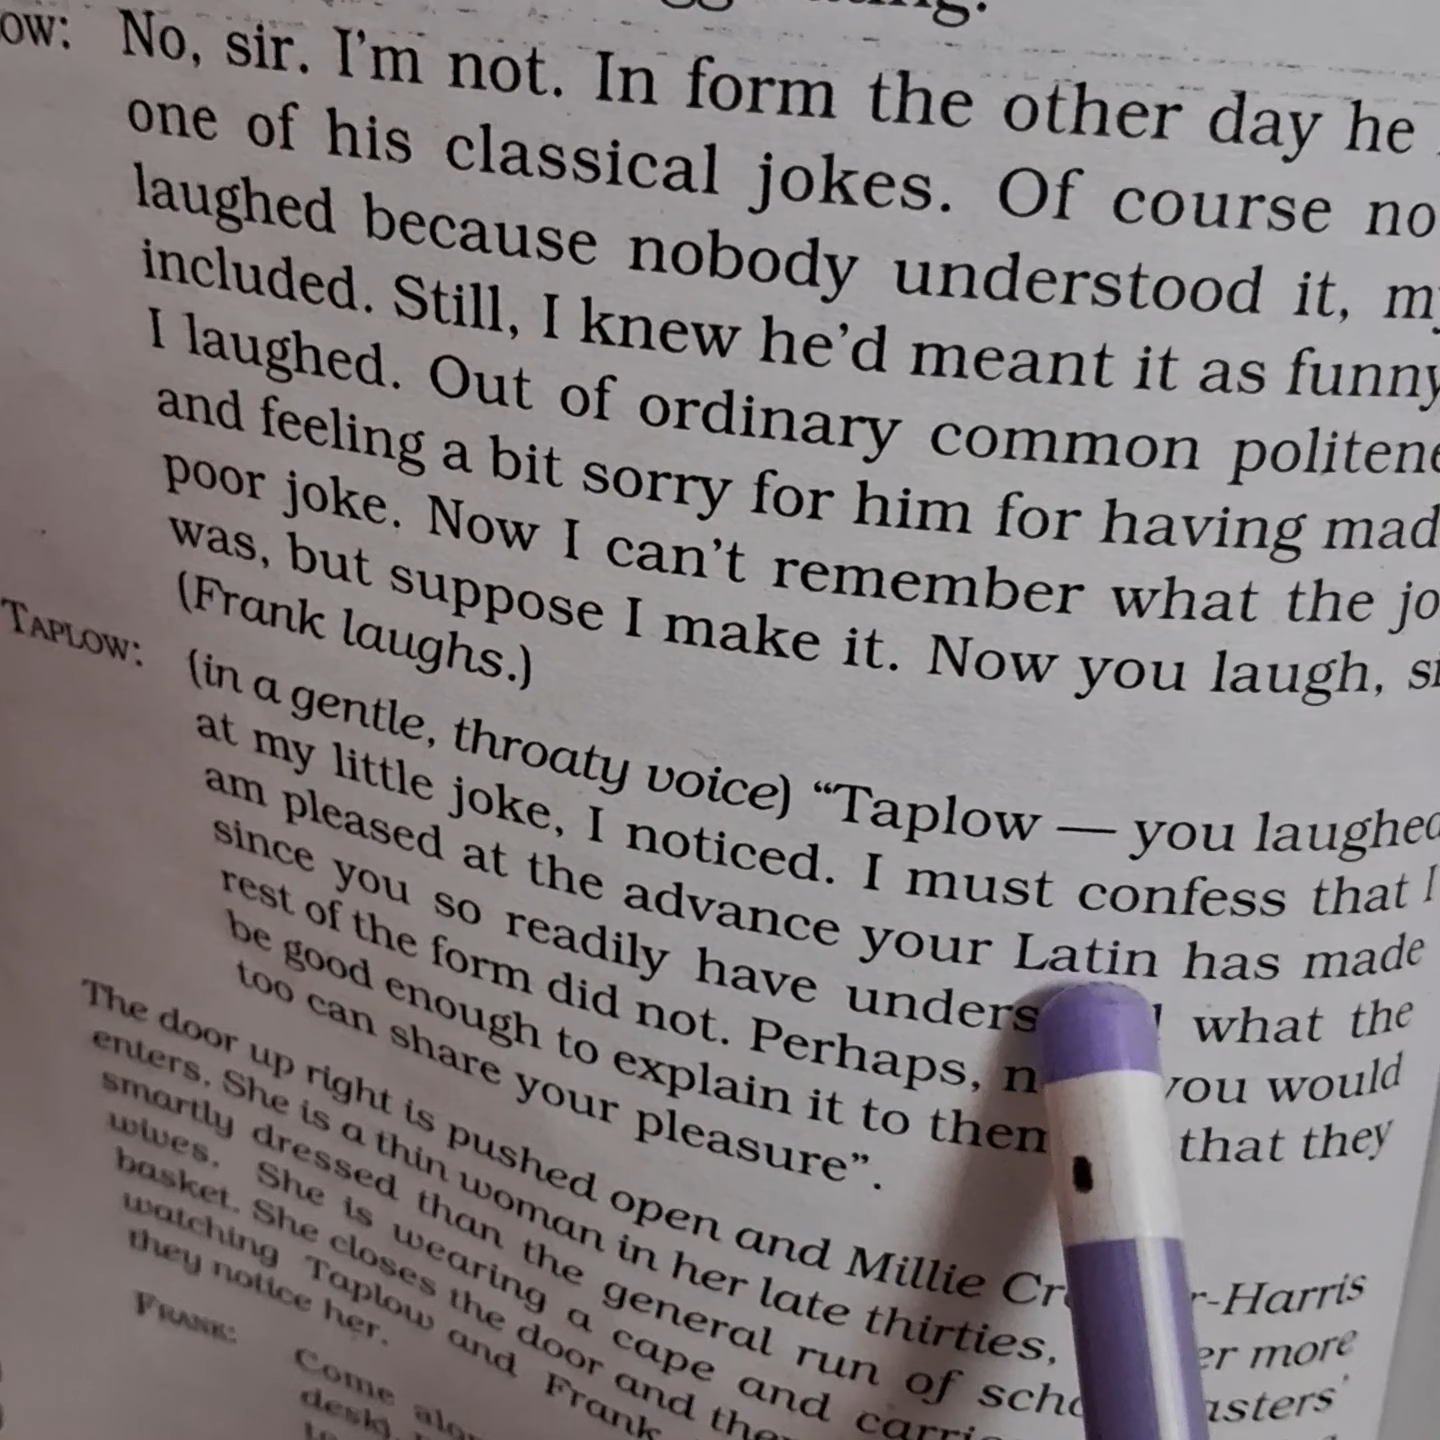 OW: No, sir. I'm not. In form the other day he
one of his classical jokes. Of course no
laughed because nobody understood it, my
included. Still, I knew he'd meant it as funny
I laughed. Out of ordinary common politene
and feeling a bit sorry for him for having mad
poor joke. Now I can't remember what the jo
was, but suppose I make it. Now you laugh, si
(Frank laughs.)
TAPLOW: (in a gentle, throaty voice) “Taplow — you laughed
at my little joke, I noticed. I must confess that I
am pleased at the advance your Latin has made
since you so readily have unders what the
rest of the form did not. Perhaps, n you would
be good enough to explain it to them that they
too can share your pleasure”.
The door up right is pushed open and Millie Cr r-Harris
enters. She is a thin woman in her late thirties, er more
smartly dressed than the general run of scho asters'
wives. She is wearing a cape and carri
basket. She closes the door and the
watching Taplow and Frank
they notice her.
FRANK: Come alon
desk).
to